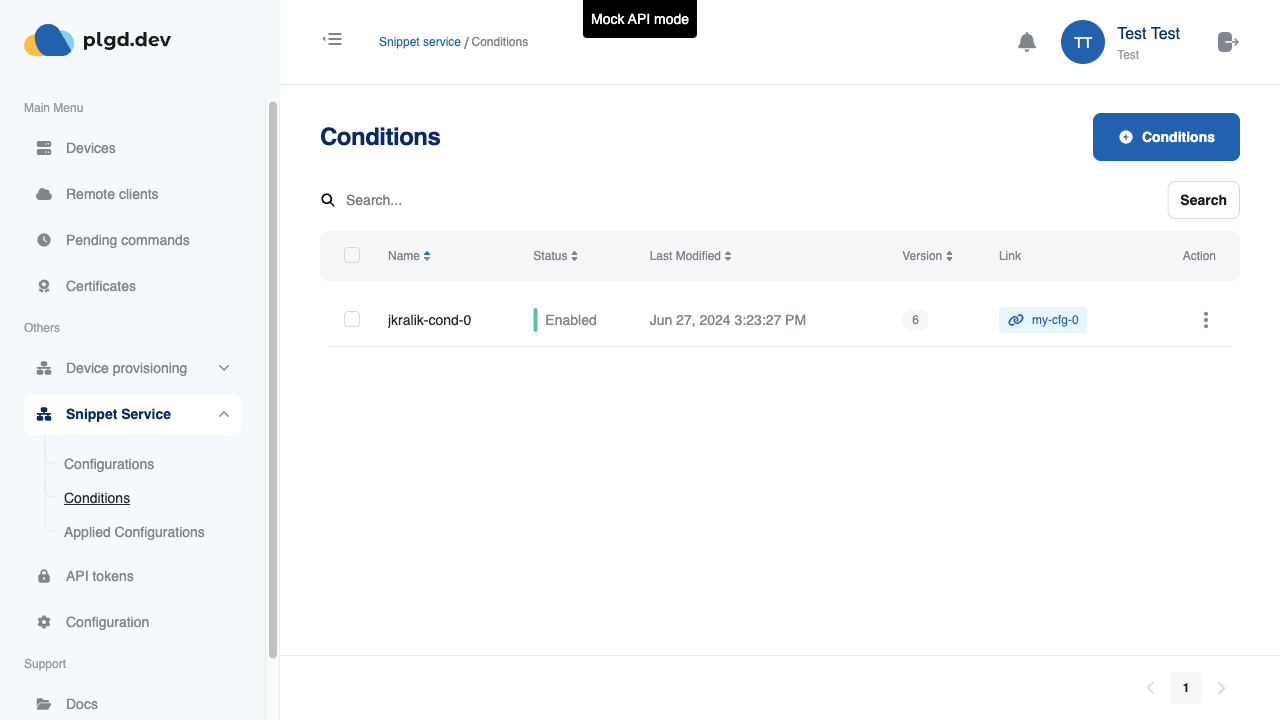 Mock API mode
plgd.dev
Snippet service / Conditions
TT
Test Test
Test
Main Menu
Devices
Remote clients
Pending commands
Certificates
Others
Device provisioning
Snippet Service
Configurations
Conditions
Applied Configurations
API tokens
Configuration
Support
Docs
Conditions
Conditions
Search...
Search
Name Status Last Modified Version Link Action
jkralik-cond-0 Enabled Jun 27, 2024 3:23:27 PM 6 my-cfg-0
1